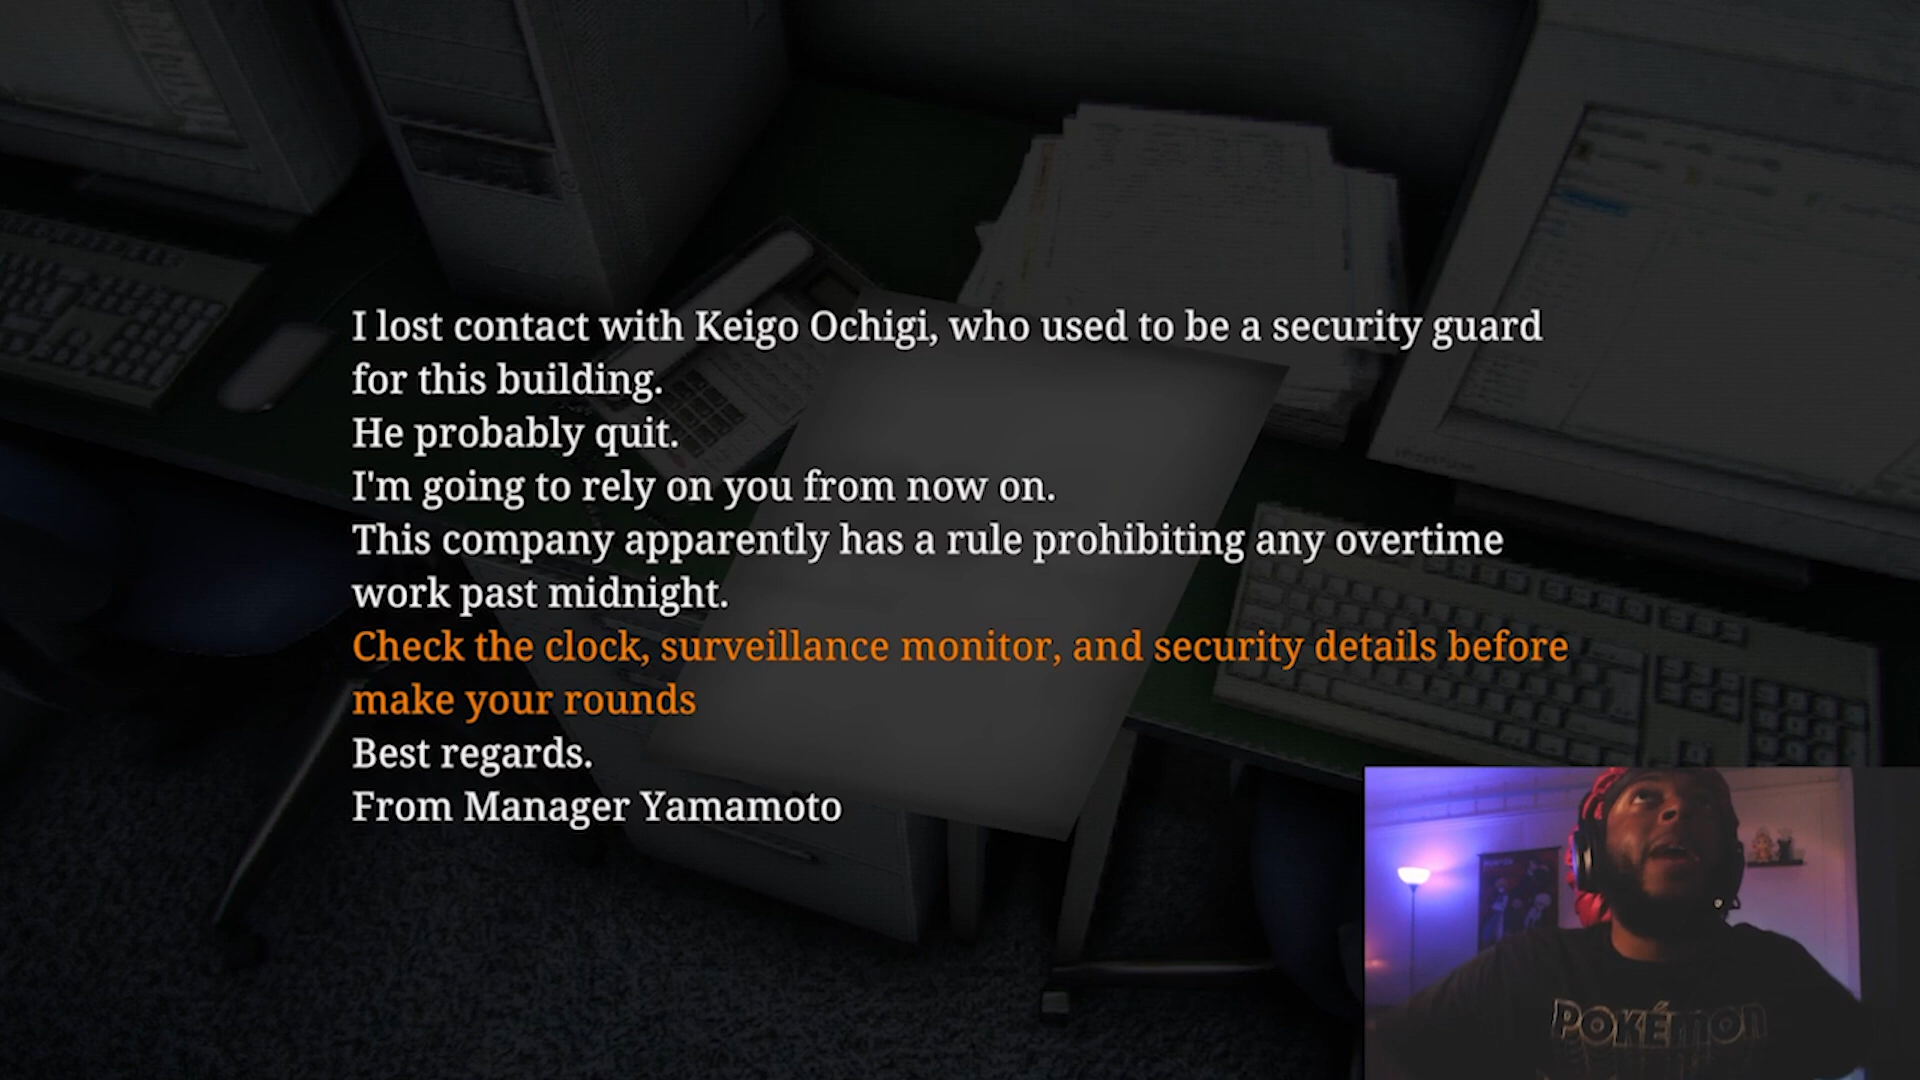 I lost contact with Keigo Ochigi, who used to be a security guard
for this building.
He probably quit.
I'm going to rely on you from now on.
This company apparently has a rule prohibiting any overtime
work past midnight.
Check the clock, surveillance monitor, and security details before
make your rounds
Best regards.
From Manager Yamamoto
POKÉMON